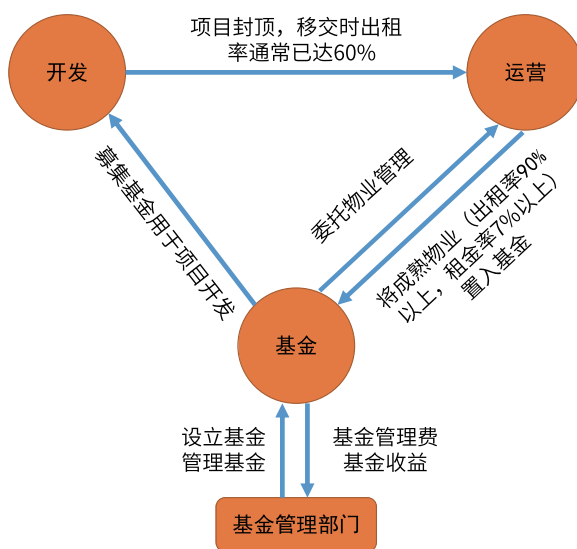 项目封顶，移交时出租
率通常已达60%
开发
运营
募集基金用于项目开发
委托物业管理
将成熟物业（出租率90%
以上，租金率7%以上）
置入基金
基金
设立基金
管理基金
基金管理费
基金收益
基金管理部门